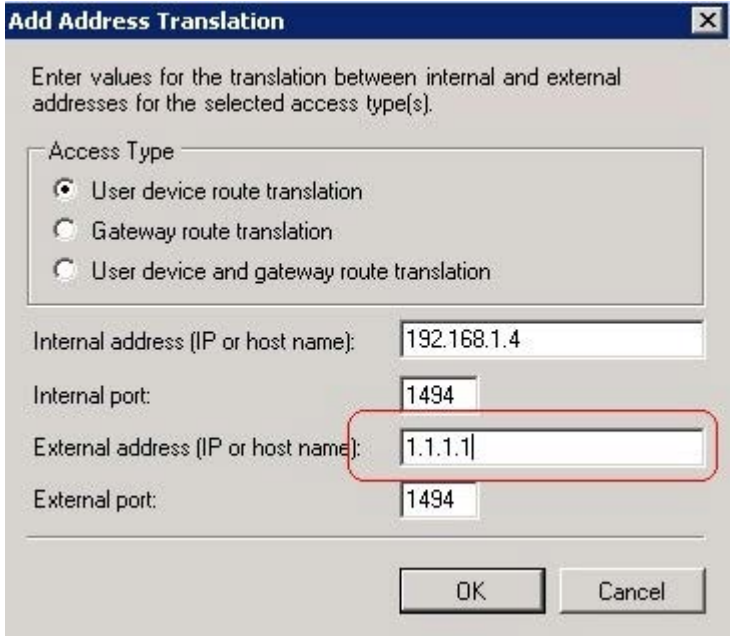 Add Address Translation
Enter values for the translation between internal and external
addresses for the selected access type(s).
Access Type
User device route translation
Gateway route translation
User device and gateway route translation
Internal address (IP or host name): 192.168.1.4
Internal port: 1494
External address (IP or host name): 1.1.1.1
External port: 1494
OK Cancel